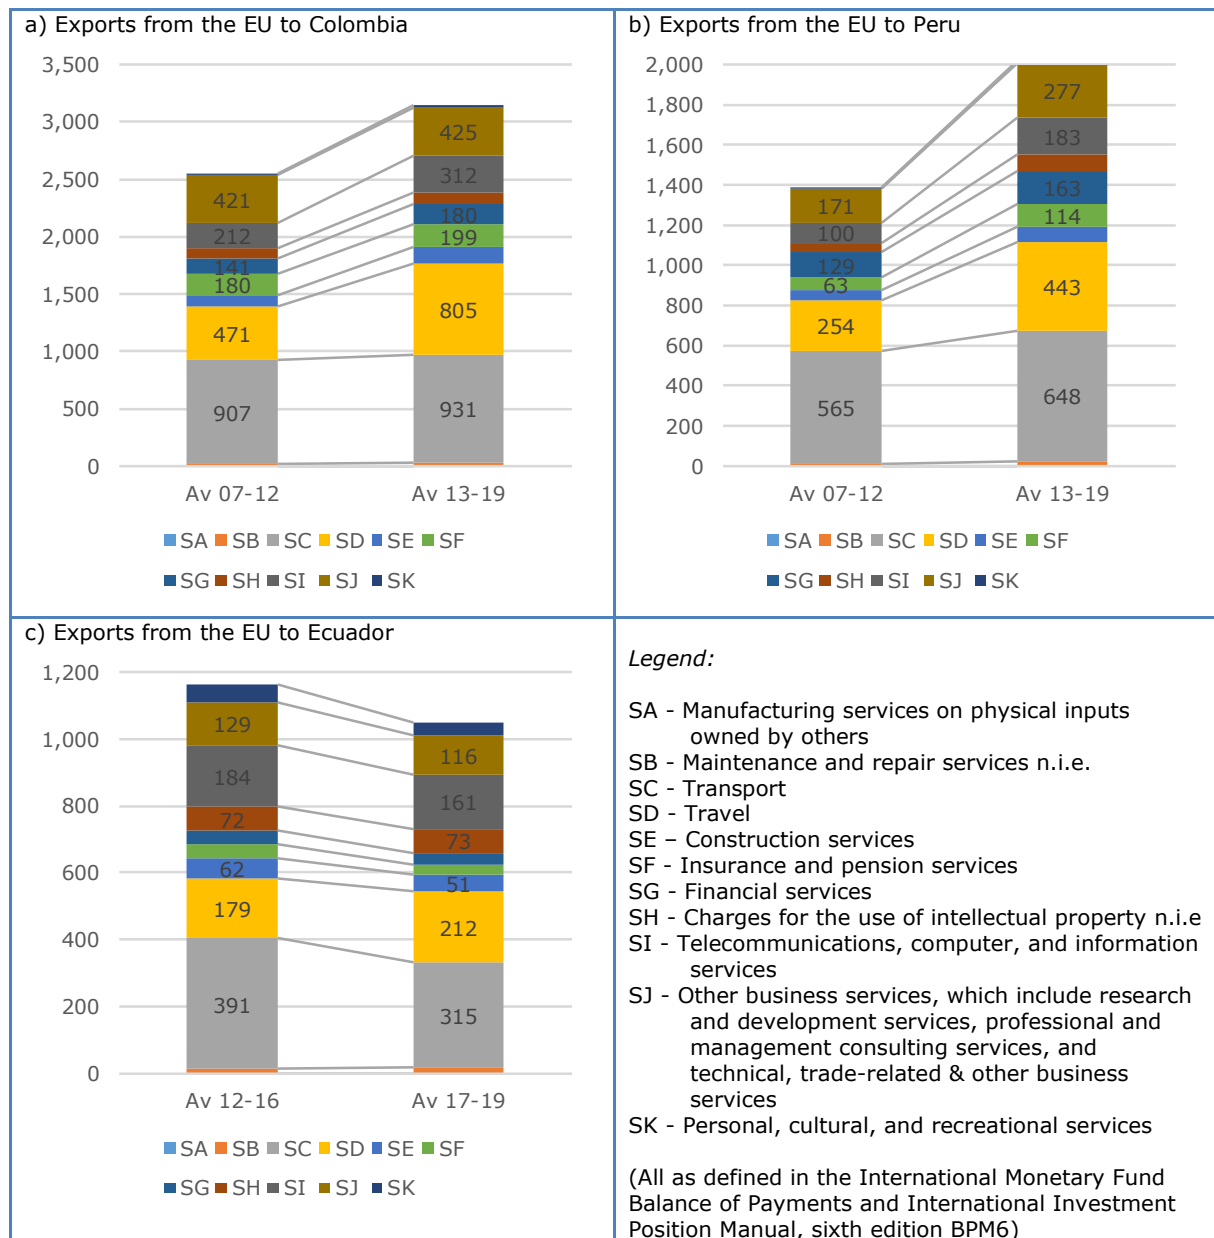 a) Exports from the EU to Colombia
3,500
3,000
2,500
2,000
1,500
1,000
500
0
421
212
141
180
471
907
425
312
180
199
805
931
Av 07-12 Av 13-19
SA SB SC SD SE SF
SG SH SI SJ SK
b) Exports from the EU to Peru
2,000
1,800
1,600
1,400
1,200
1,000
800
600
400
200
0
171
100
129
63
254
565
277
183
163
114
443
648
Av 07-12 Av 13-19
SA SB SC SD SE SF
SG SH SI SJ SK
c) Exports from the EU to Ecuador
1,200
1,000
800
600
400
200
0
129
184
72
62
179
391
116
161
73
51
212
315
Av 12-16 Av 17-19
SA SB SC SD SE SF
SG SH SI SJ SK
Legend:
SA - Manufacturing services on physical inputs
owned by others
SB - Maintenance and repair services n.i.e.
SC - Transport
SD - Travel
SE – Construction services
SF - Insurance and pension services
SG - Financial services
SH - Charges for the use of intellectual property n.i.e
SI - Telecommunications, computer, and information
services
SJ - Other business services, which include research
and development services, professional and
management consulting services, and
technical, trade-related & other business
services
SK - Personal, cultural, and recreational services
(All as defined in the International Monetary Fund
Balance of Payments and International Investment
Position Manual, sixth edition BPM6)